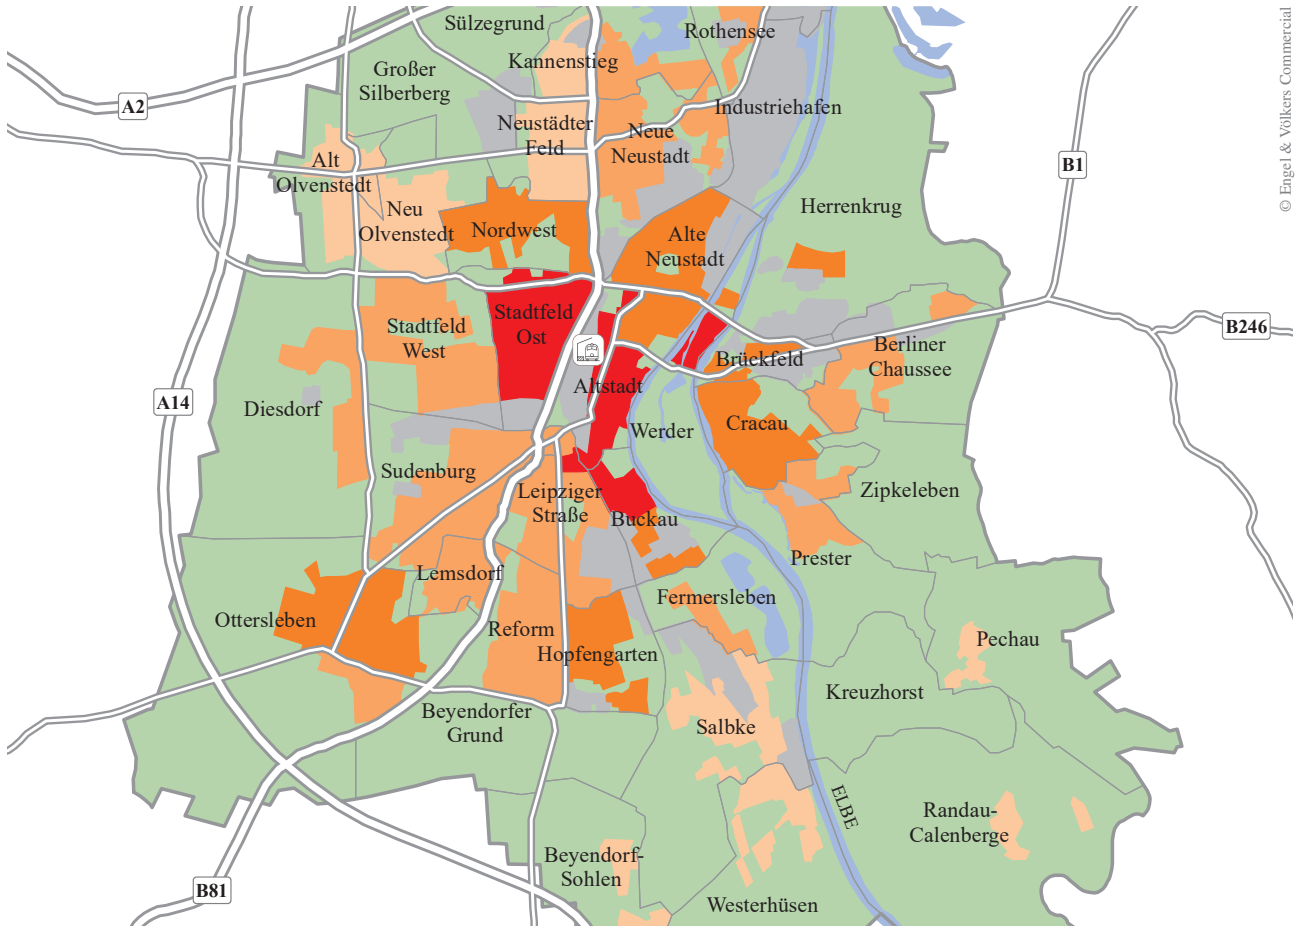 Sülzegrund
Rothensee
Kannenstieg
Großer
Silberberg
© Engel & Völkers Commercial
A2
Industriehafen
Neustädter
Feld
Neue
Neustadt
Alt
Olvenstedt
B1
Neu
Olvenstedt
Herrenkrug
Nordwest
Alte
Neustadt
Stadtfeld
Ost
Stadtfeld
West
B246
Brückfeld
Berliner
Chaussee
Altstadt
A14
Diesdorf
Werder
Cracau
Sudenburg
Leipziger
Straße
Zipkeleben
Buckau
Prester
Lemsdorf
Fermersleben
Ottersleben
Reform
Hopfengarten
Pechau
Kreuzhorst
Beyendorfer
Grund
Salbke
ELBE
Randau-
Calenberge
Beyendorf-
Sohlen
B81
Westerhüsen